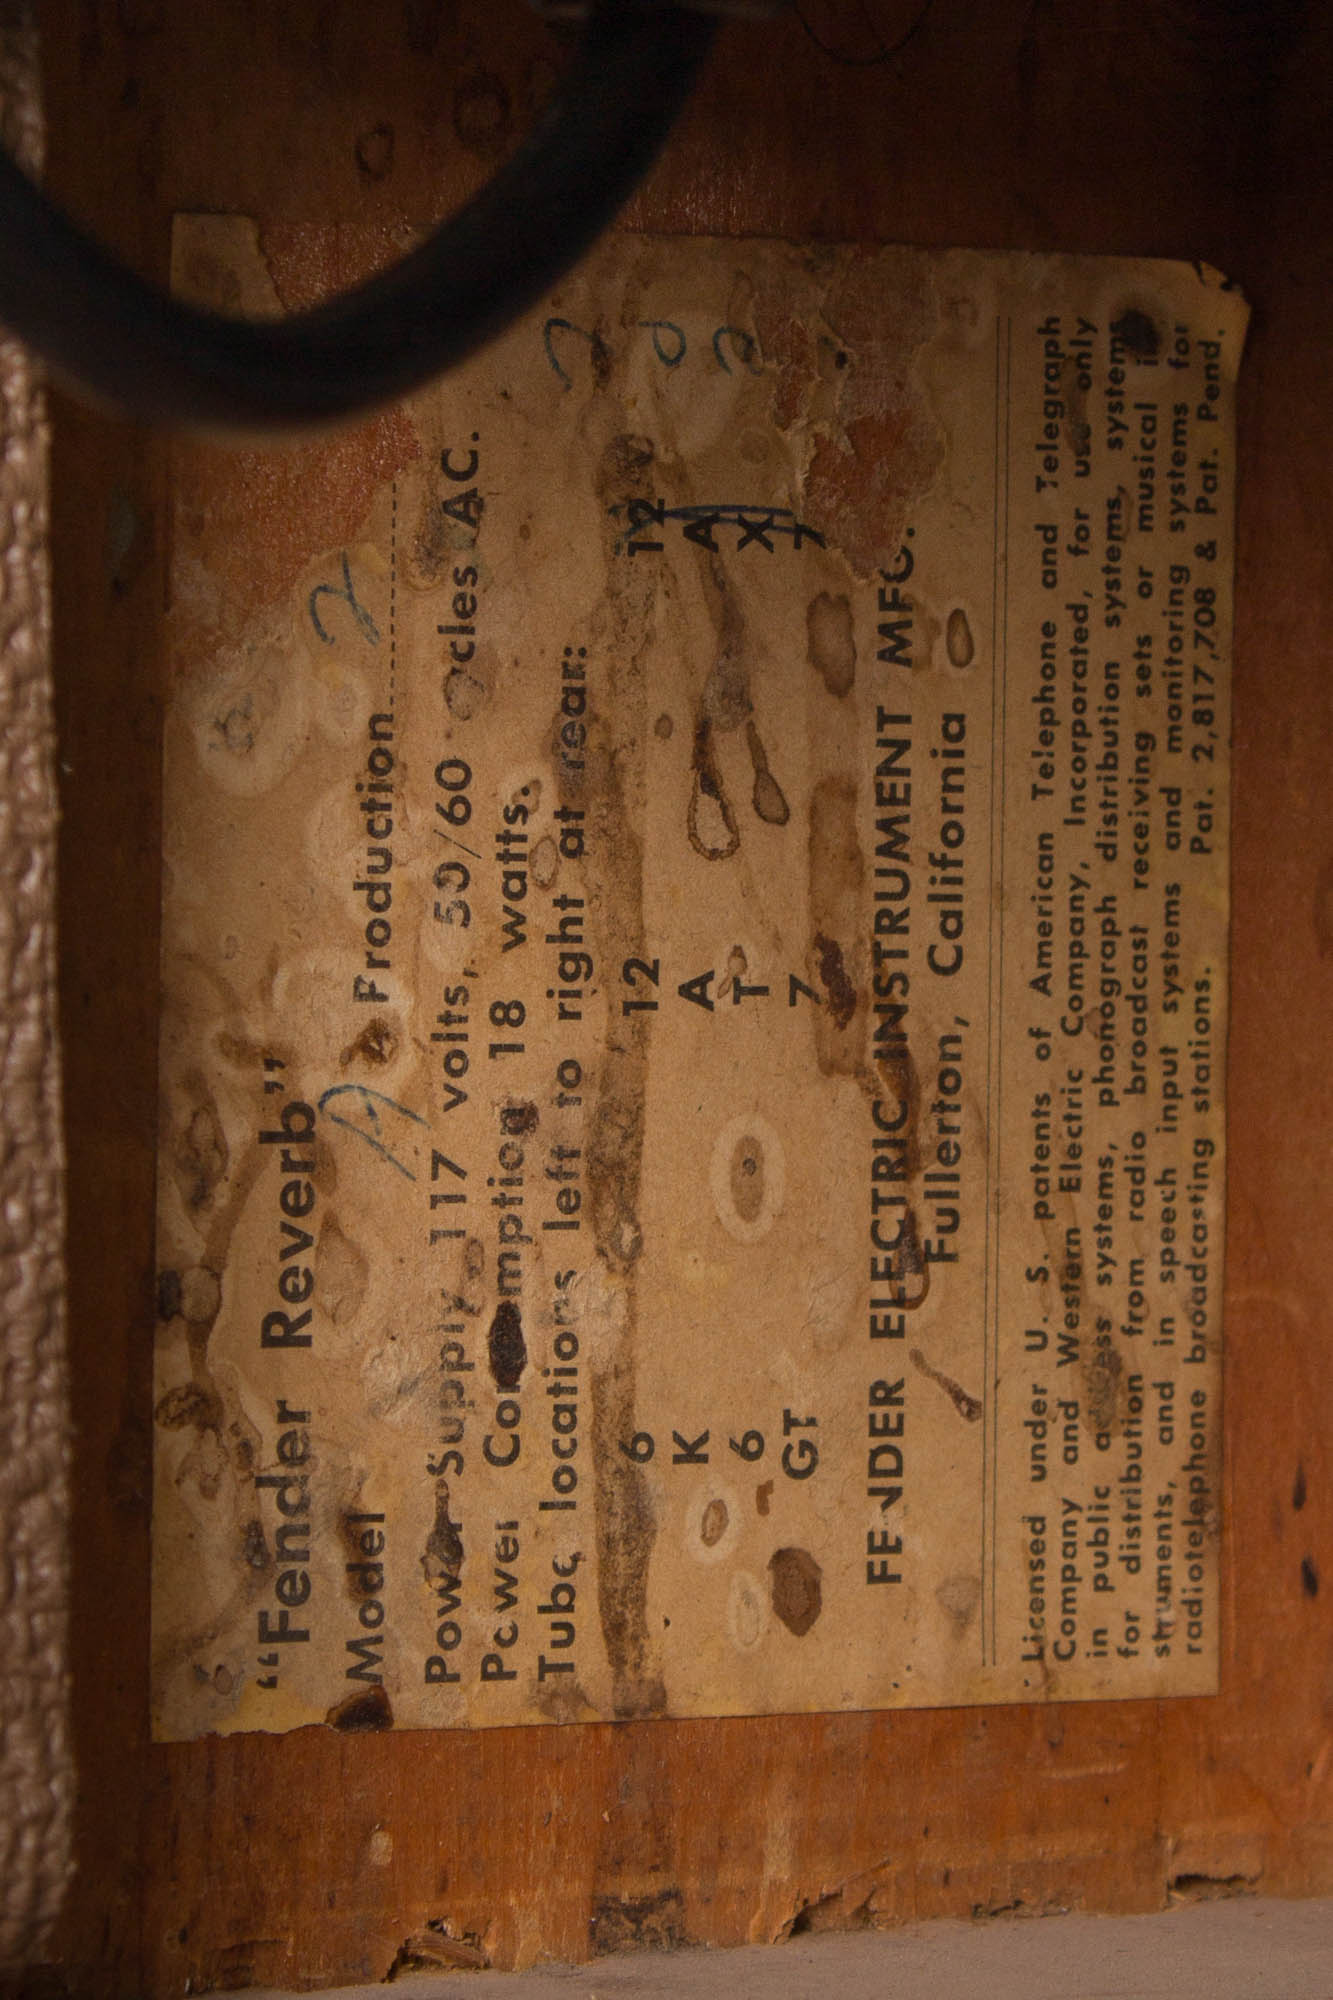 “Fender Reverb”
Model A Production 2
Power Supply 117 volts, 50/60 cycles AC.
Power Consumption 18 watts.
Tube locations left to right at rear:
6 12 12
K A A
6 T X
GT 7 7
FENDER ELECTRIC INSTRUMENT MFG.
Fullerton, California
Licensed under U. S. patents of American Telephone and Telegraph
Company and Western Electric Company, Incorporated, for use only
in public address systems, phonograph distribution systems, systems
for distribution from radio broadcast receiving sets or musical in-
struments, and in speech input systems and monitoring systems for
radiotelephone broadcasting stations. Pat. 2,817,708 & Pat. Pend.